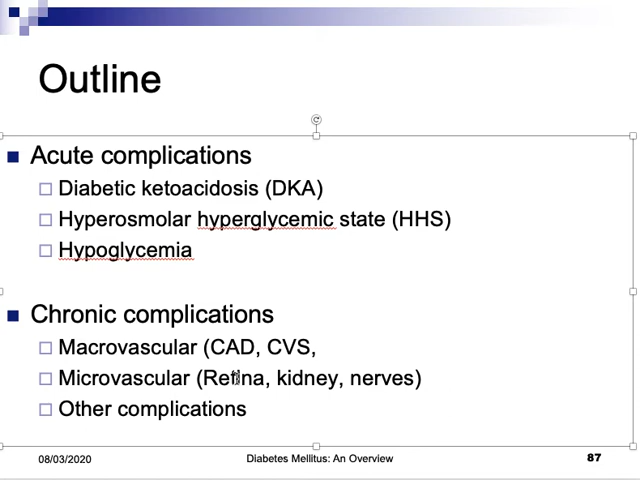 Outline
Acute complications
Diabetic ketoacidosis (DKA)
Hyperosmolar hyperglycemic state (HHS)
Hypoglycemia
Chronic complications
Macrovascular (CAD, CVS,
Microvascular (Retina, kidney, nerves)
Other complications
08/03/2020 Diabetes Mellitus: An Overview 87